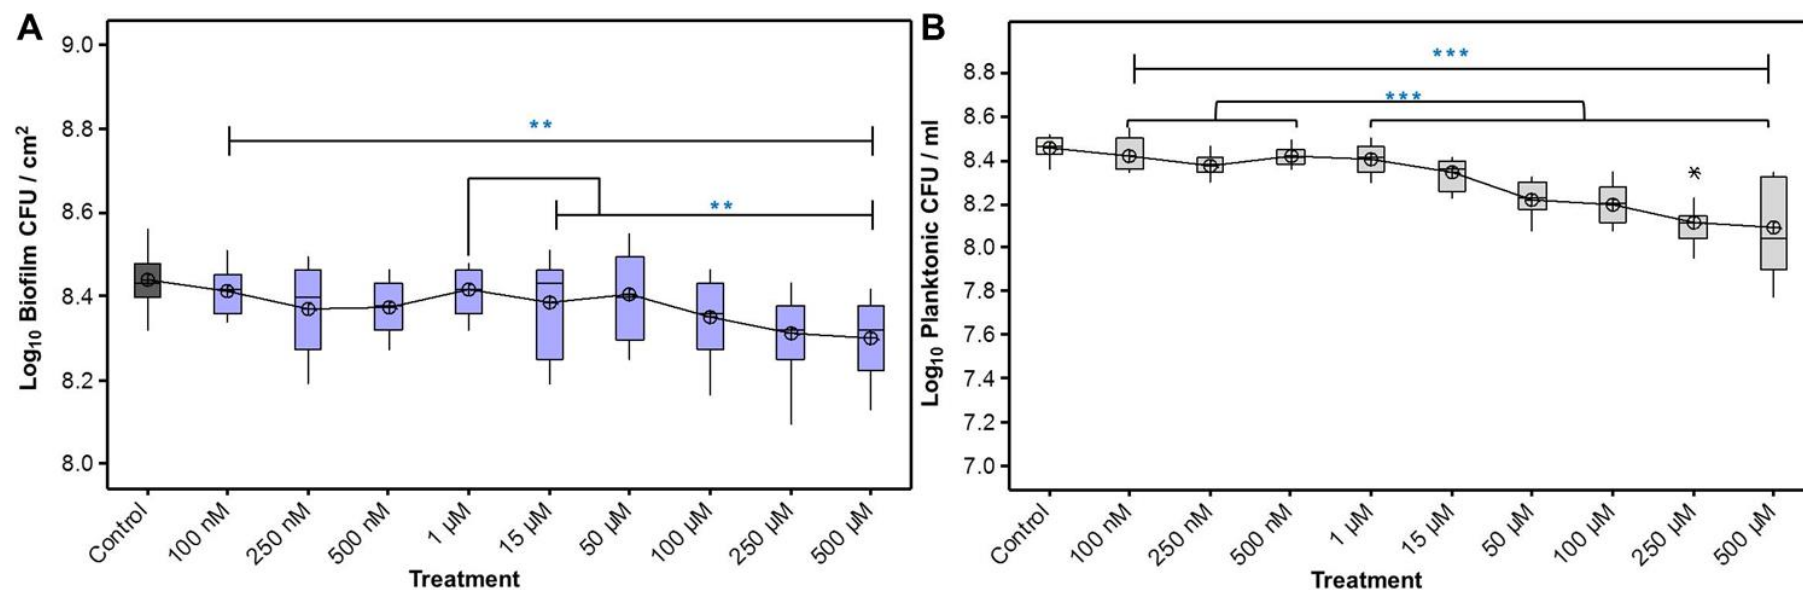 A
Log10 Biofilm CFU / cm2
9.0
8.8
8.6
8.4
8.2
8.0
**
**
Control
100 nM
250 nM
500 nM
1 µM
15 µM
50 µM
100 µM
250 µM
500 µM
Treatment
B
Log10 Planktonic CFU / ml
8.8
8.6
8.4
8.2
8.0
7.8
7.6
7.4
7.2
7.0
***
***
*
Control
100 nM
250 nM
500 nM
1 µM
15 µM
50 µM
100 µM
250 µM
500 µM
Treatment